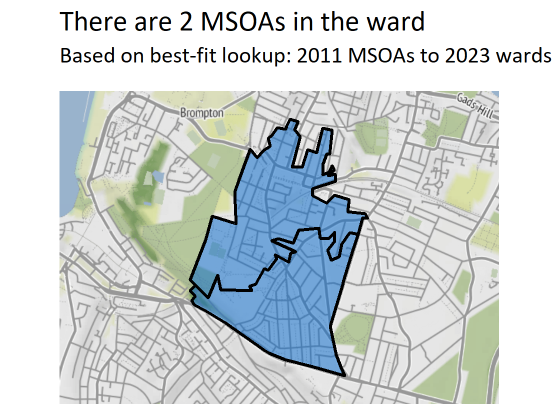 There are 2 MSOAs in the ward
Based on best-fit lookup: 2011 MSOAs to 2023 wards
Brompton
Gads Hill